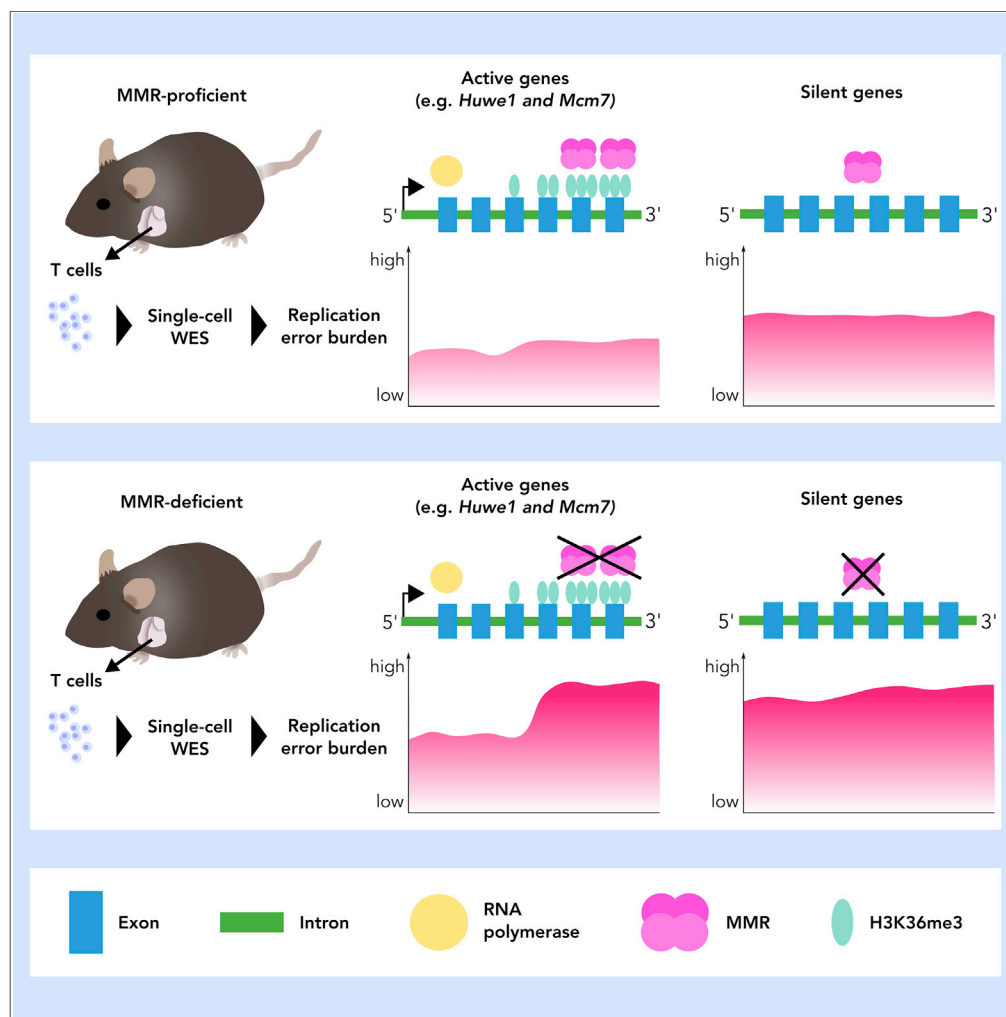 MMR-proficient
T cells
Single-cell
WES
Replication
error burden
Active genes
(e.g. Huwe1 and Mcm7)
5'
3'
high
low
Silent genes
5'
3'
high
low
MMR-deficient
T cells
Single-cell
WES
Replication
error burden
Active genes
(e.g. Huwe1 and Mcm7)
5'
3'
high
low
Silent genes
5'
3'
high
low
Exon
Intron
RNA
polymerase
MMR
H3K36me3